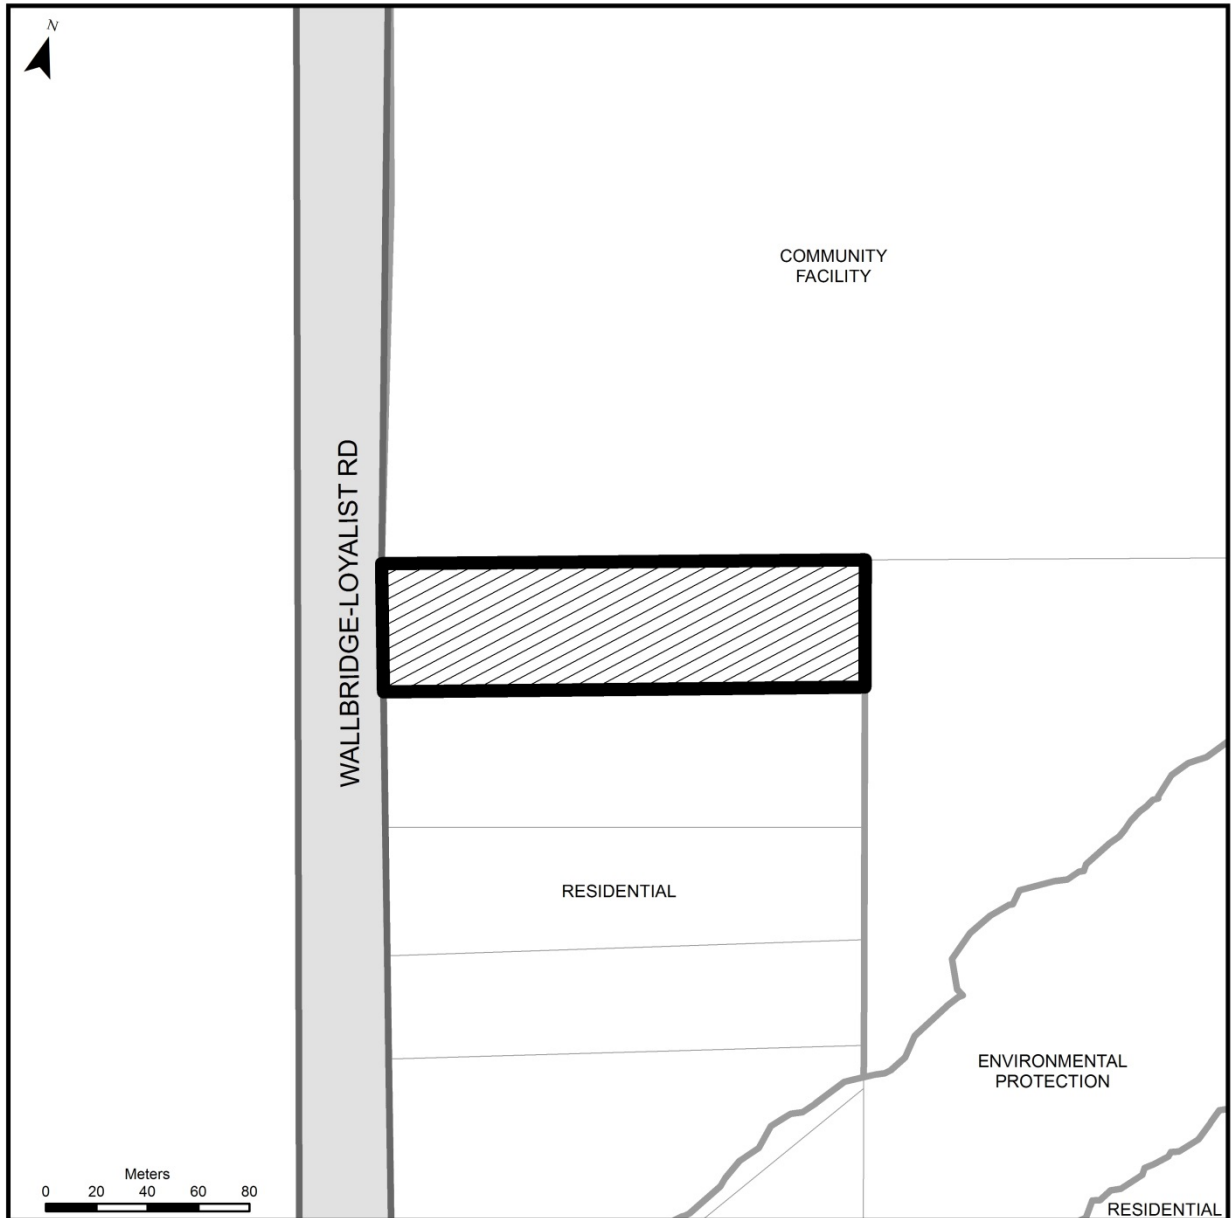 N
COMMUNITY
FACILITY
WALLBRIDGE-LOYALIST RD
RESIDENTIAL
ENVIRONMENTAL
PROTECTION
Meters
0 20 40 60 80
RESIDENTIAL